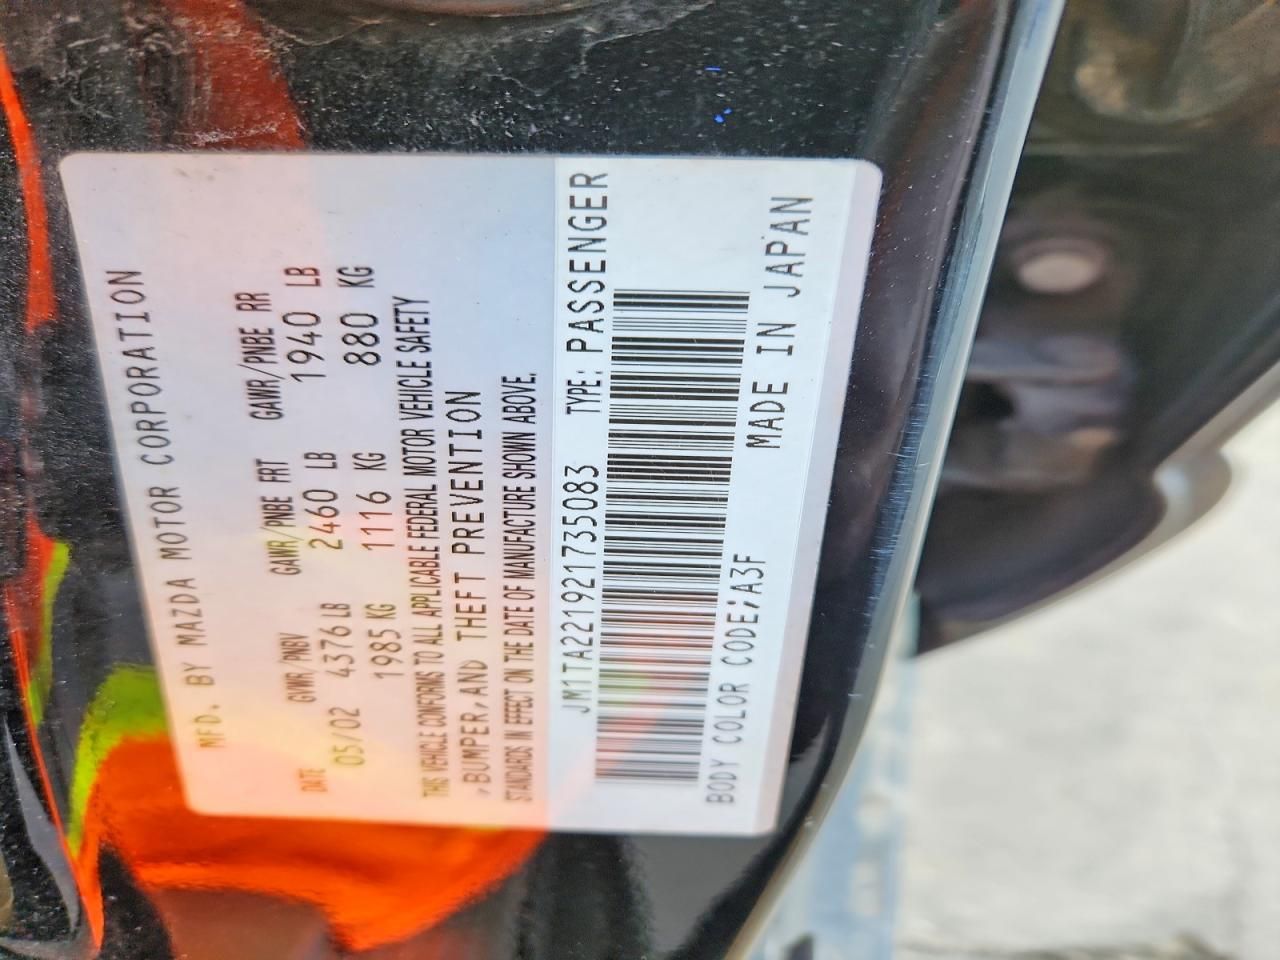 MFD. BY MAZDA MOTOR CORPORATION
DATE GVWR/PNBV GAWR/PNBE FRT GAWR/PNBE RR
05/02 4376LB 2460 LB 1940 LB
1985 KG 1116 KG 880 KG
THIS VEHICLE CONFORMS TO ALL APPLICABLE FEDERAL MOTOR VEHICLE SAFETY
,BUMPER,AND THEFT PREVENTION
STANDARDS IN EFFECT ON THE DATE OF MANUFACTURE SHOWN ABOVE.
JM1TA221921735083 TYPE: PASSENGER
BODY COLOR CODE;A3F MADE IN JAPAN